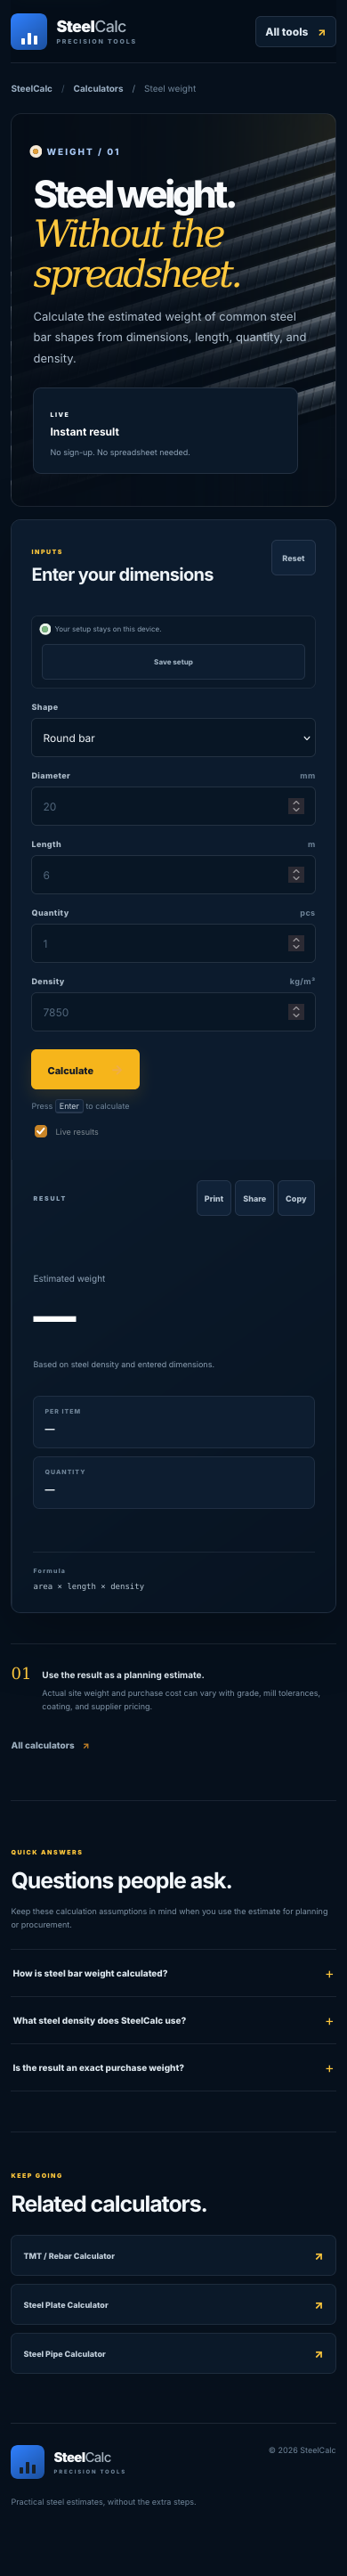 SteelCalc
PRECISION TOOLS
All tools
SteelCalc / Calculators / Steel weight
WEIGHT / 01
Steel weight.
Without the
spreadsheet.
Calculate the estimated weight of common steel
bar shapes from dimensions, length, quantity, and
density.
LIVE
Instant result
No sign-up. No spreadsheet needed.
INPUTS
Enter your dimensions
Reset
Your setup stays on this device.
Save setup
Shape
Round bar
Diameter mm
20
Length m
6
Quantity pcs
1
Density kg/m³
7850
Calculate
Press Enter to calculate
Live results
RESULT
Print Share Copy
Estimated weight
—
Based on steel density and entered dimensions.
PER ITEM
—
QUANTITY
—
Formula
area × length × density
01 Use the result as a planning estimate.
Actual site weight and purchase cost can vary with grade, mill tolerances,
coating, and supplier pricing.
All calculators
QUICK ANSWERS
Questions people ask.
Keep these calculation assumptions in mind when you use the estimate for planning
or procurement.
How is steel bar weight calculated? +
What steel density does SteelCalc use? +
Is the result an exact purchase weight? +
KEEP GOING
Related calculators.
TMT / Rebar Calculator
Steel Plate Calculator
Steel Pipe Calculator
SteelCalc
PRECISION TOOLS
© 2026 SteelCalc
Practical steel estimates, without the extra steps.